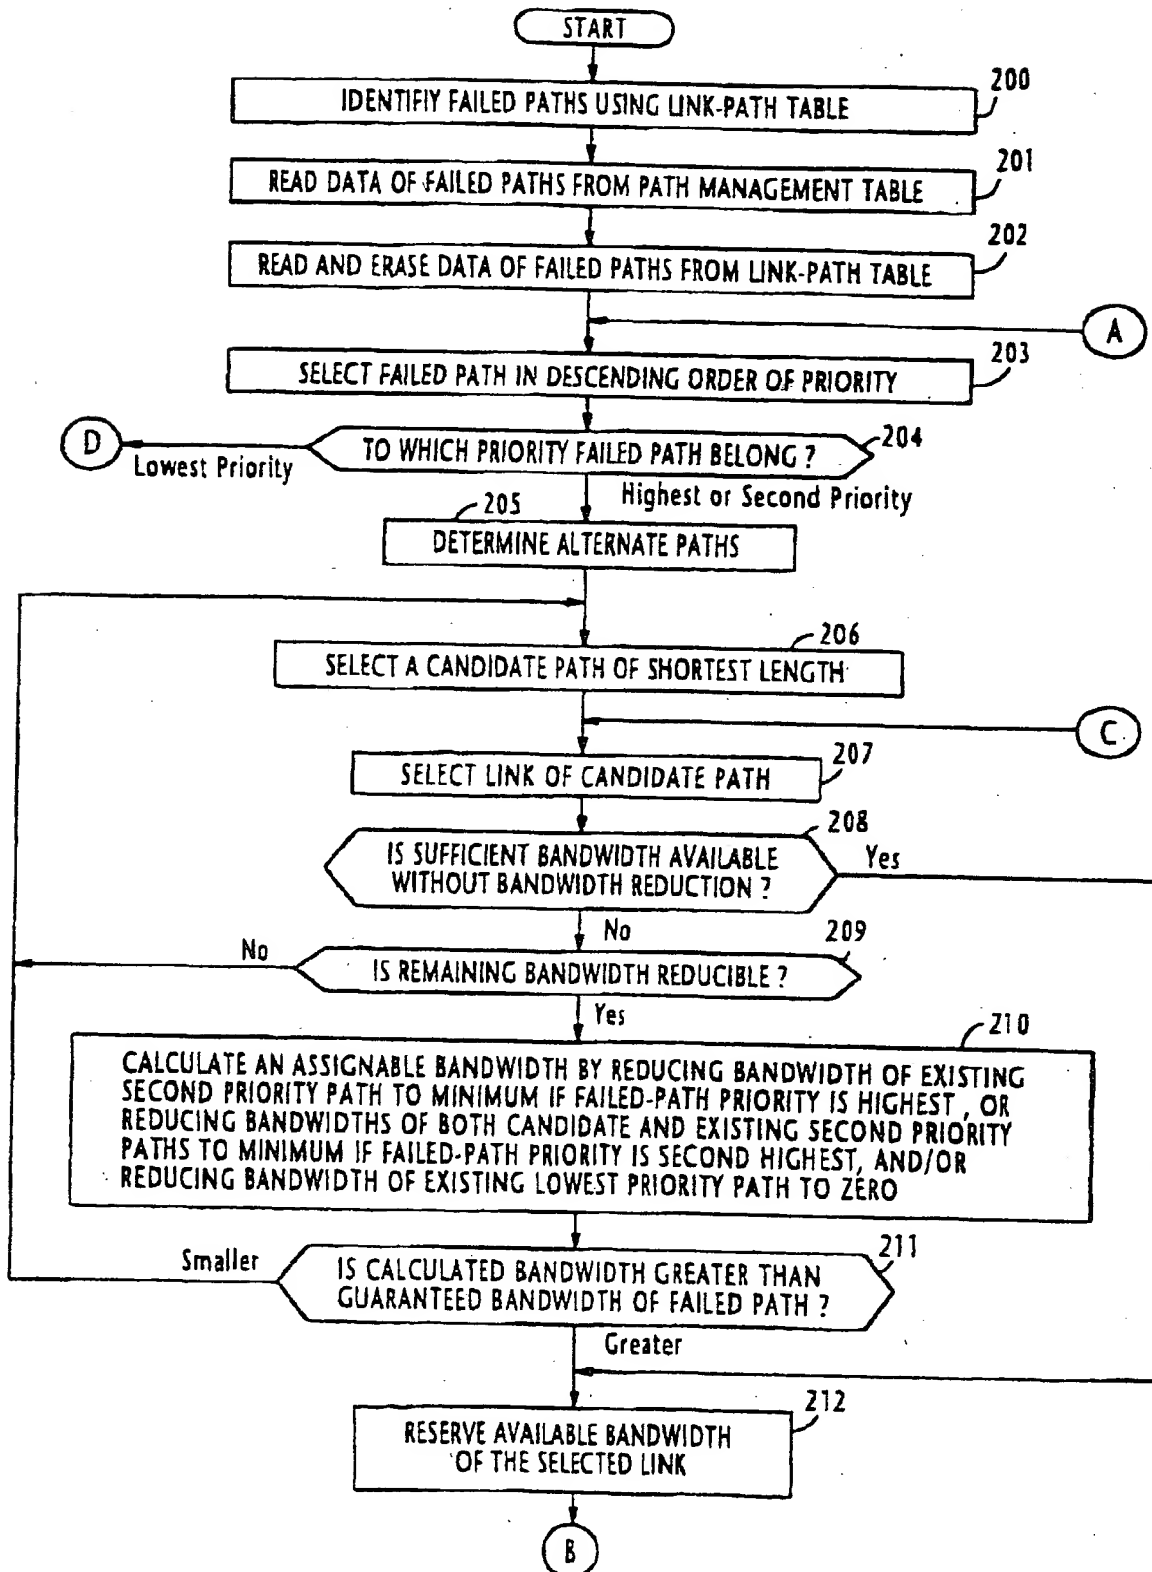 START
200
IDENTIFIY FAILED PATHS USING LINK-PATH TABLE
201
READ DATA OF FAILED PATHS FROM PATH MANAGEMENT TABLE
202
READ AND ERASE DATA OF FAILED PATHS FROM LINK-PATH TABLE
A
203
SELECT FAILED PATH IN DESCENDING ORDER OF PRIORITY
204
D
TO WHICH PRIORITY FAILED PATH BELONG ?
Lowest Priority
Highest or Second Priority
205
DETERMINE ALTERNATE PATHS
206
SELECT A CANDIDATE PATH OF SHORTEST LENGTH
C
207
SELECT LINK OF CANDIDATE PATH
208
IS SUFFICIENT BANDWIDTH AVAILABLE
WITHOUT BANDWIDTH REDUCTION ?
Yes
No
209
No
IS REMAINING BANDWIDTH REDUCIBLE ?
Yes
210
CALCULATE AN ASSIGNABLE BANDWIDTH BY REDUCING BANDWIDTH OF EXISTING
SECOND PRIORITY PATH TO MINIMUM IF FAILED-PATH PRIORITY IS HIGHEST , OR
REDUCING BANDWIDTHS OF BOTH CANDIDATE AND EXISTING SECOND PRIORITY
PATHS TO MINIMUM IF FAILED-PATH PRIORITY IS SECOND HIGHEST, AND/OR
REDUCING BANDWIDTH OF EXISTING LOWEST PRIORITY PATH TO ZERO
211
Smaller
IS CALCULATED BANDWIDTH GREATER THAN
GUARANTEED BANDWIDTH OF FAILED PATH ?
Greater
212
RESERVE AVAILABLE BANDWIDTH
OF THE SELECTED LINK
B